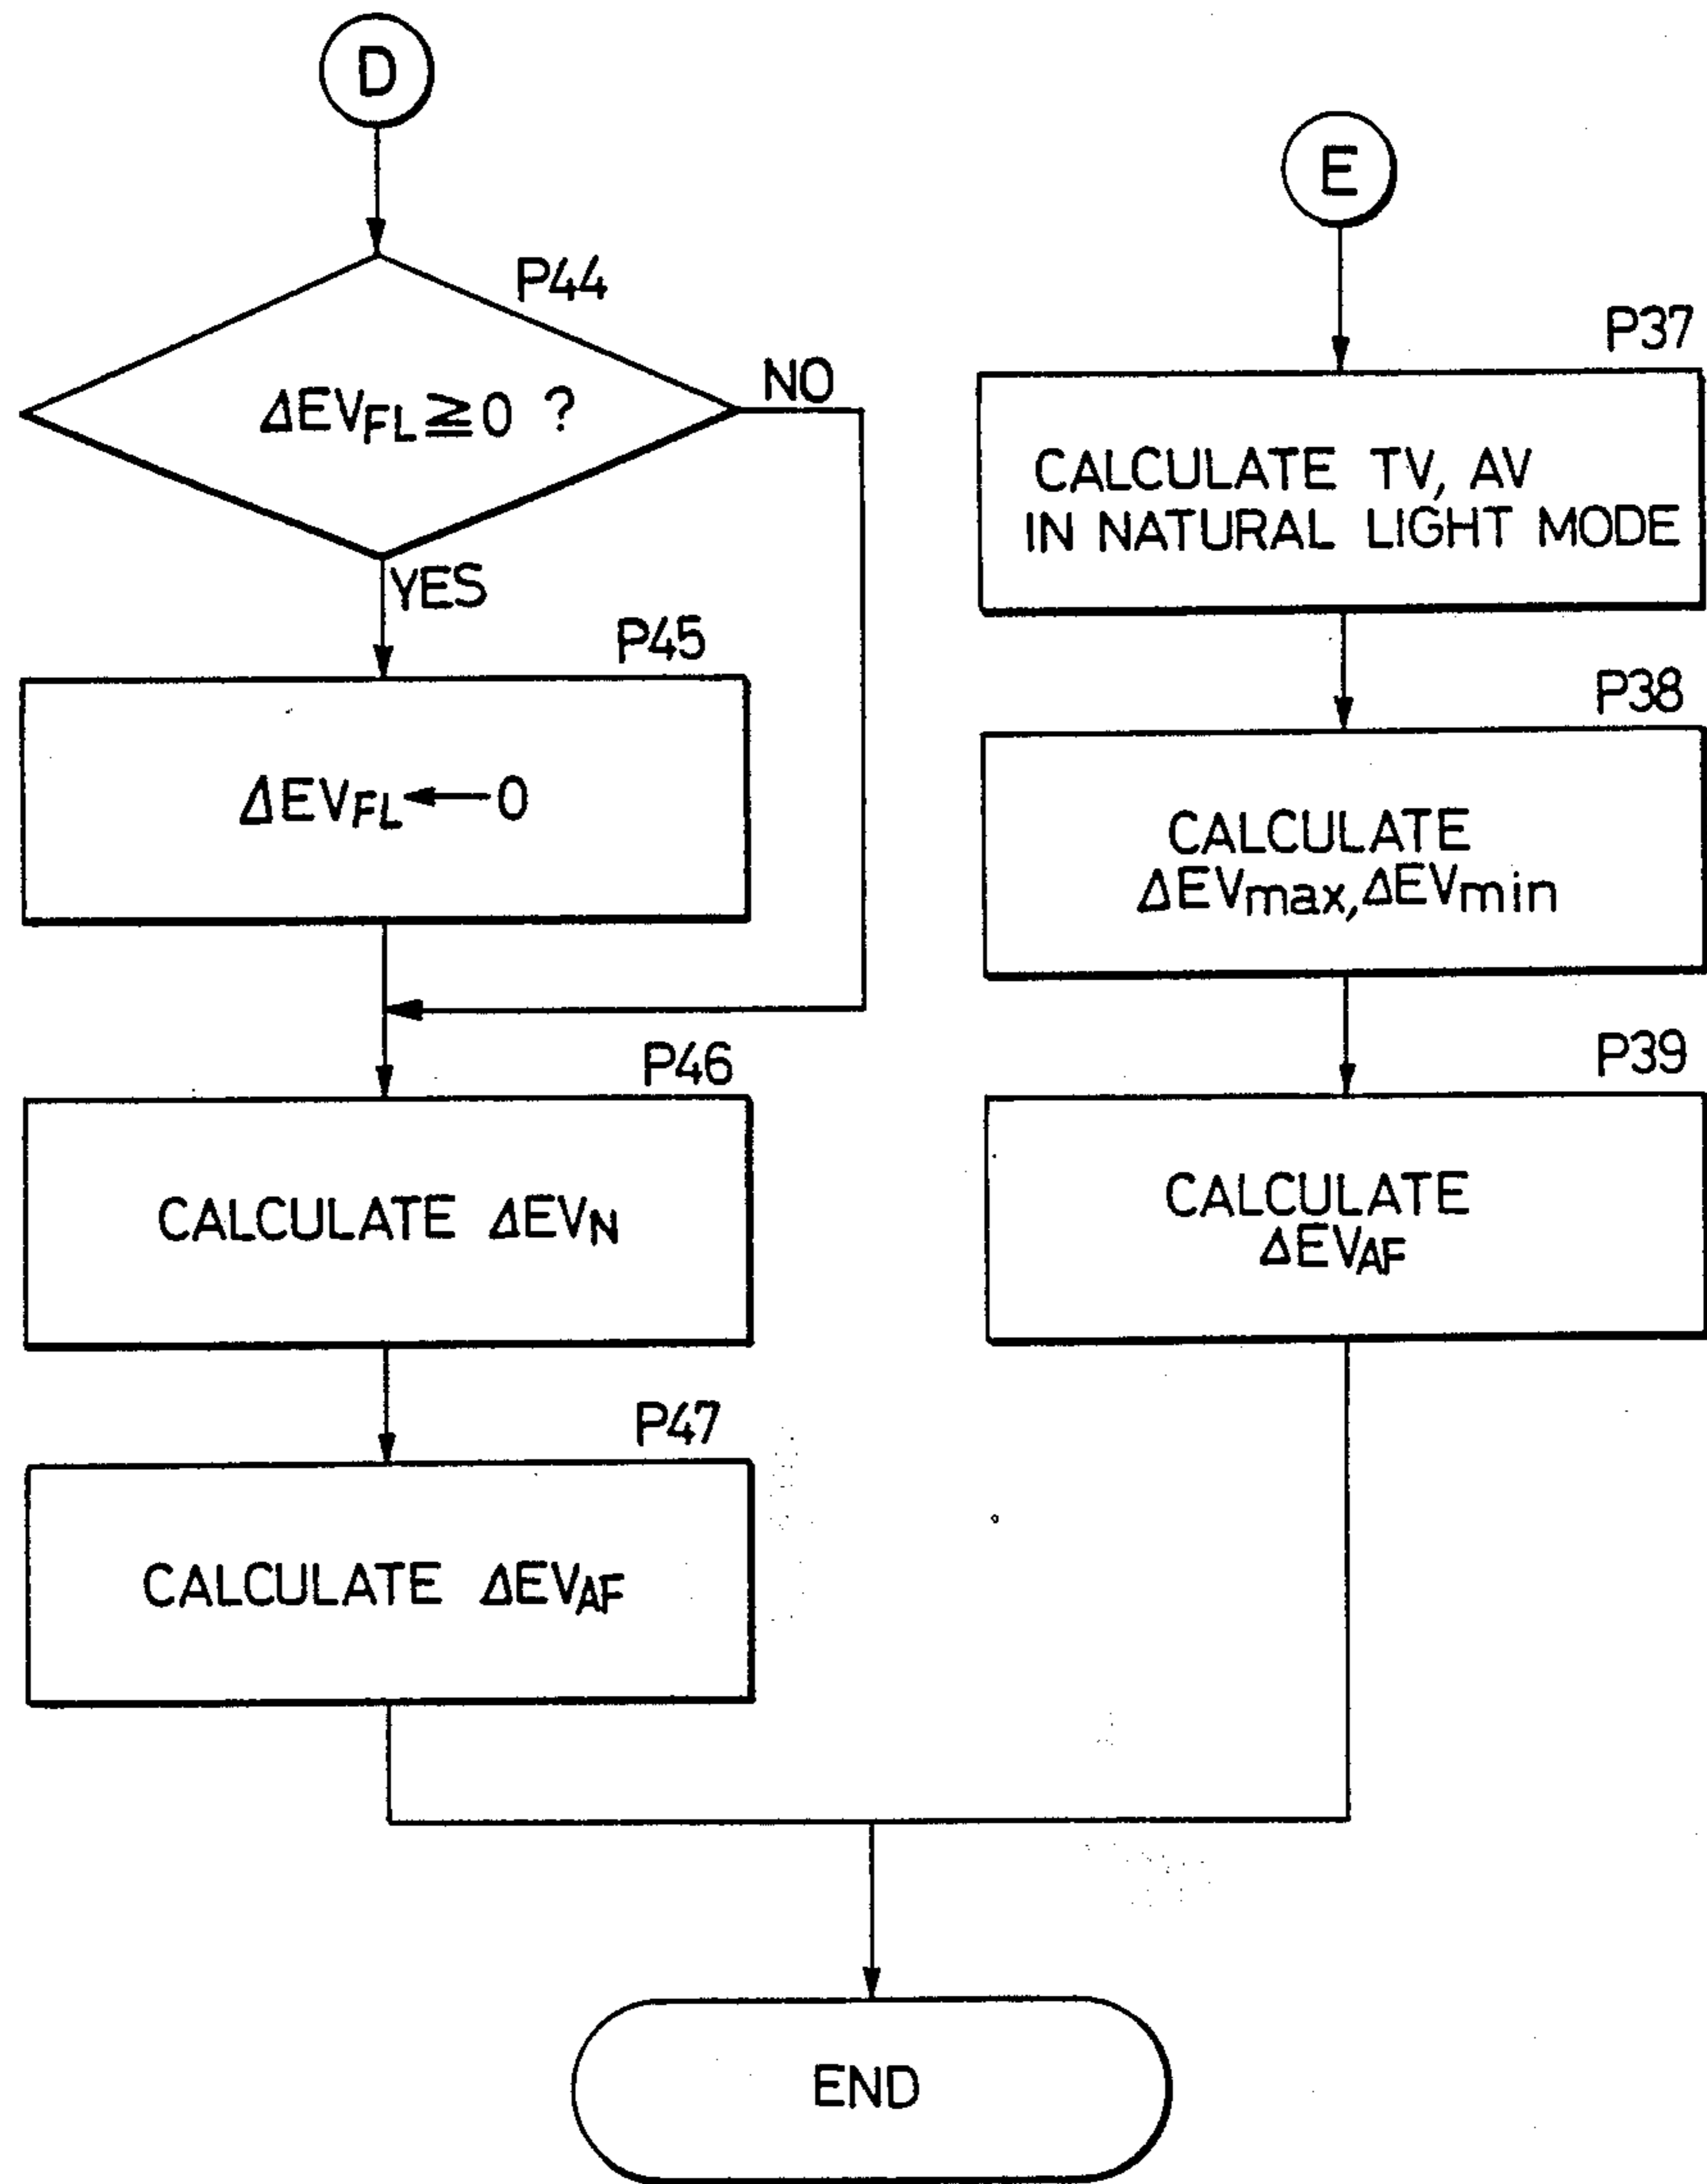 D
P44
ΔEVFL≧0 ?
NO
YES
P45
ΔEVFL←0
P46
CALCULATE ΔEVN
P47
CALCULATE ΔEVAF
E
P37
CALCULATE TV, AV
IN NATURAL LIGHT MODE
P38
CALCULATE
ΔEVmax,ΔEVmin
P39
CALCULATE
ΔEVAF
END